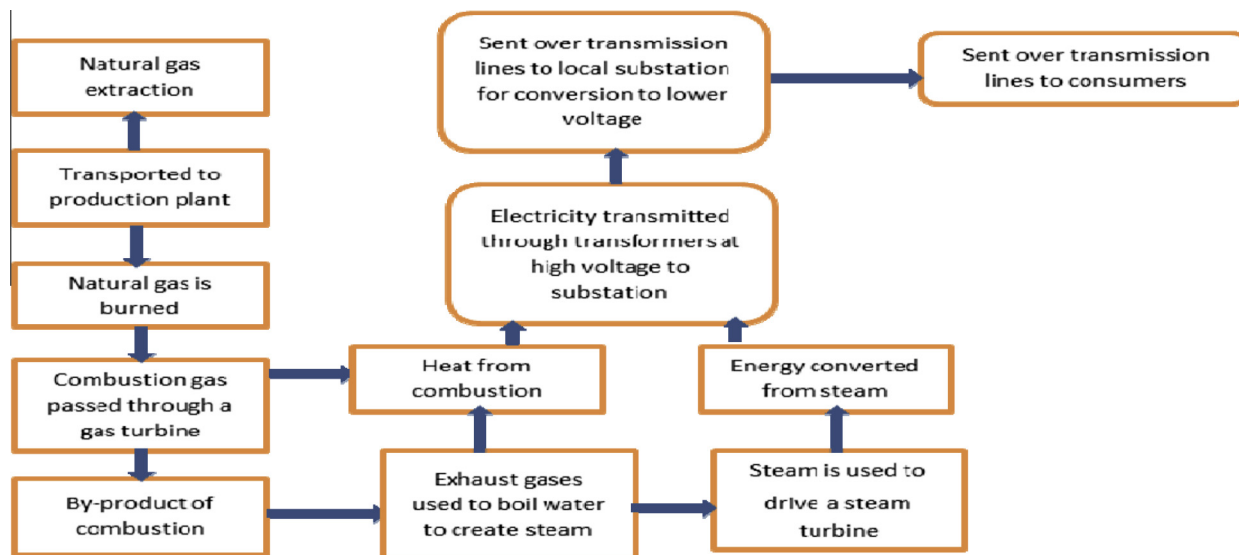 Natural gas
extraction
Transported to
production plant
Natural gas is
burned
Combustion gas
passed through a
gas turbine
By-product of
combustion
Heat from
combustion
Exhaust gases
used to boil water
to create steam
Steam is used to
drive a steam
turbine
Energy converted
from steam
Electricity transmitted
through transformers at
high voltage to
substation
Sent over transmission
lines to local substation
for conversion to lower
voltage
Sent over transmission
lines to consumers